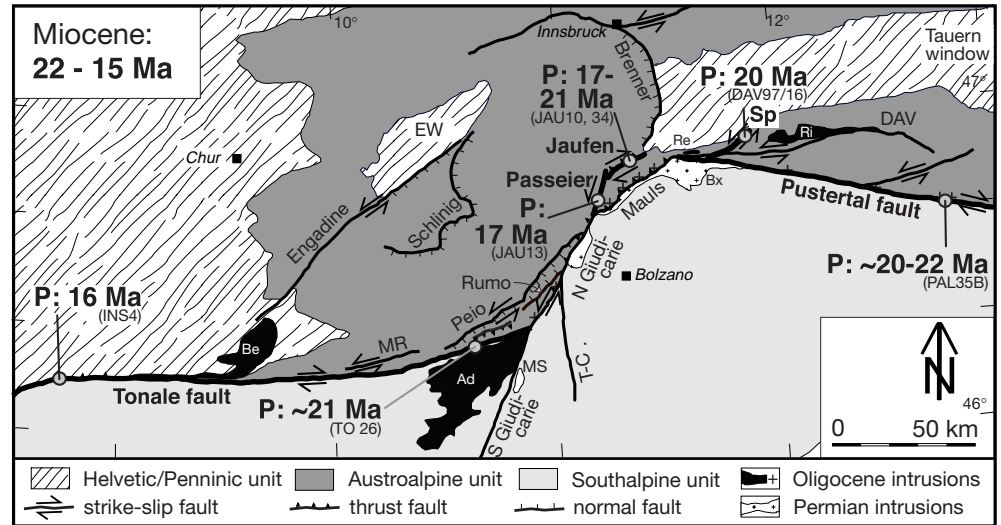 Miocene:
22 - 15 Ma
10°
12°
Innsbruck
Brenner
Tauern
window
47°
P: 17-
21 Ma
(JAU10, 34)
P: 20 Ma
(DAV97/16)
Sp
Ri
DAV
EW
Chur
Jaufen
Re
Passeier
Mauls
Bx
Pustertal fault
P:
17 Ma
(JAU13)
Engadine
Schlinig
N Giudi-
carie
Bolzano
P: ~20-22 Ma
(PAL35B)
Rumo
P: 16 Ma
(INS4)
Peio
Be
MR
T-C
Ad
MS
Tonale fault
P: ~21 Ma
(TO 26)
S Giudi-
carie
N
46°
0 50 km
Helvetic/Penninic unit
Austroalpine unit
Southalpine unit
Oligocene intrusions
strike-slip fault
thrust fault
normal fault
Permian intrusions